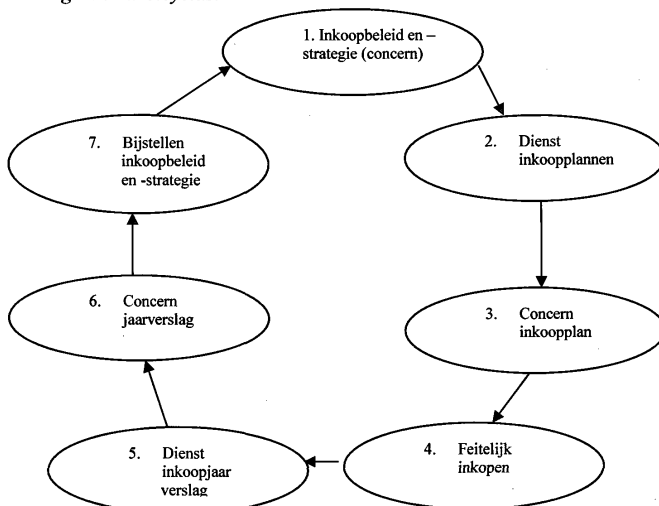 1. Inkoopbeleid en –
strategie (concern)
2. Dienst
inkoopplannen
3. Concern
inkoopplan
4. Feitelijk
inkopen
5. Dienst
inkoopjaar
verslag
6. Concern
jaarverslag
7. Bijstellen
inkoopbeleid
en -strategie